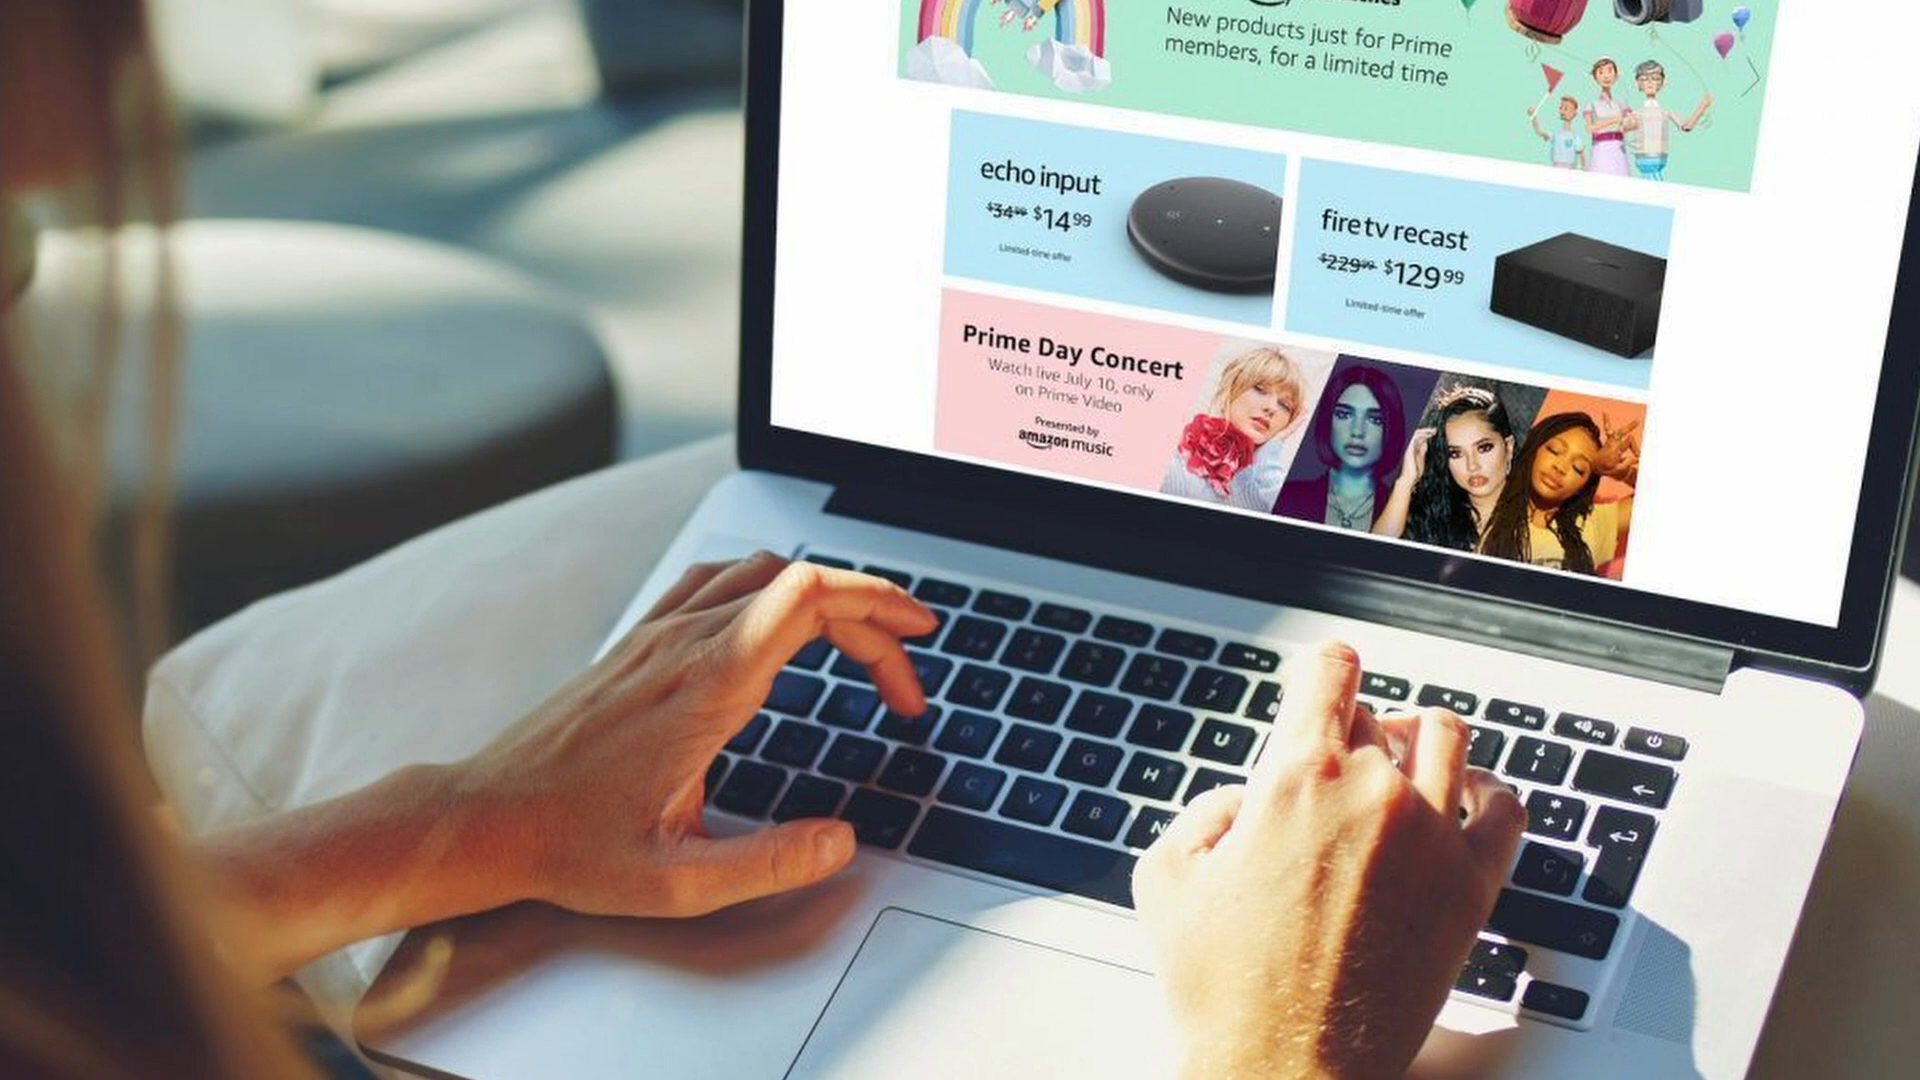 New products just for Prime
members, for a limited time
echo input
$34.99 $14.99
Limited-time offer
fire tv recast
$229.99 $129.99
Limited-time offer
Prime Day Concert
Watch live July 10, only
on Prime Video
Presented by
amazon music
R
T
Y
U
D
F
G
H
Z
X
C
V
B
N